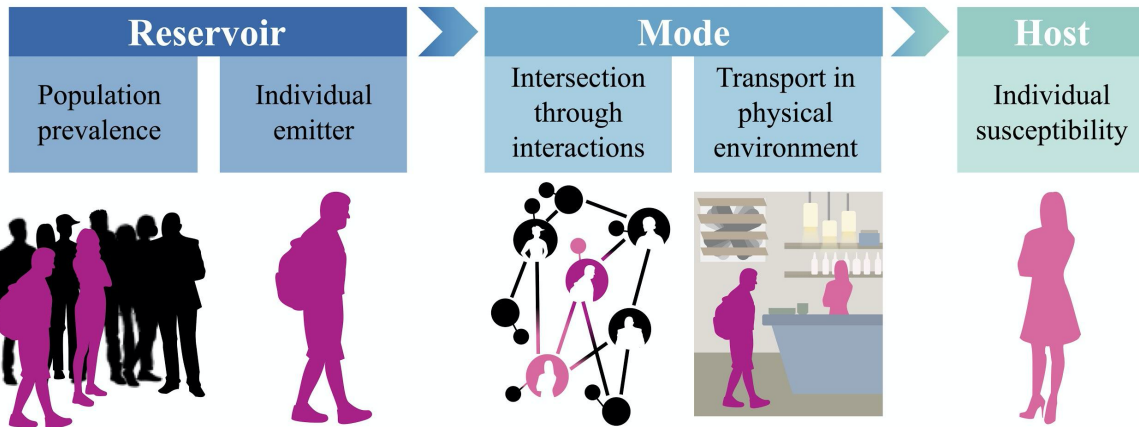 Reservoir
Population
prevalence
Individual
emitter
Mode
Intersection
through
interactions
Transport in
physical
environment
Host
Individual
susceptibility